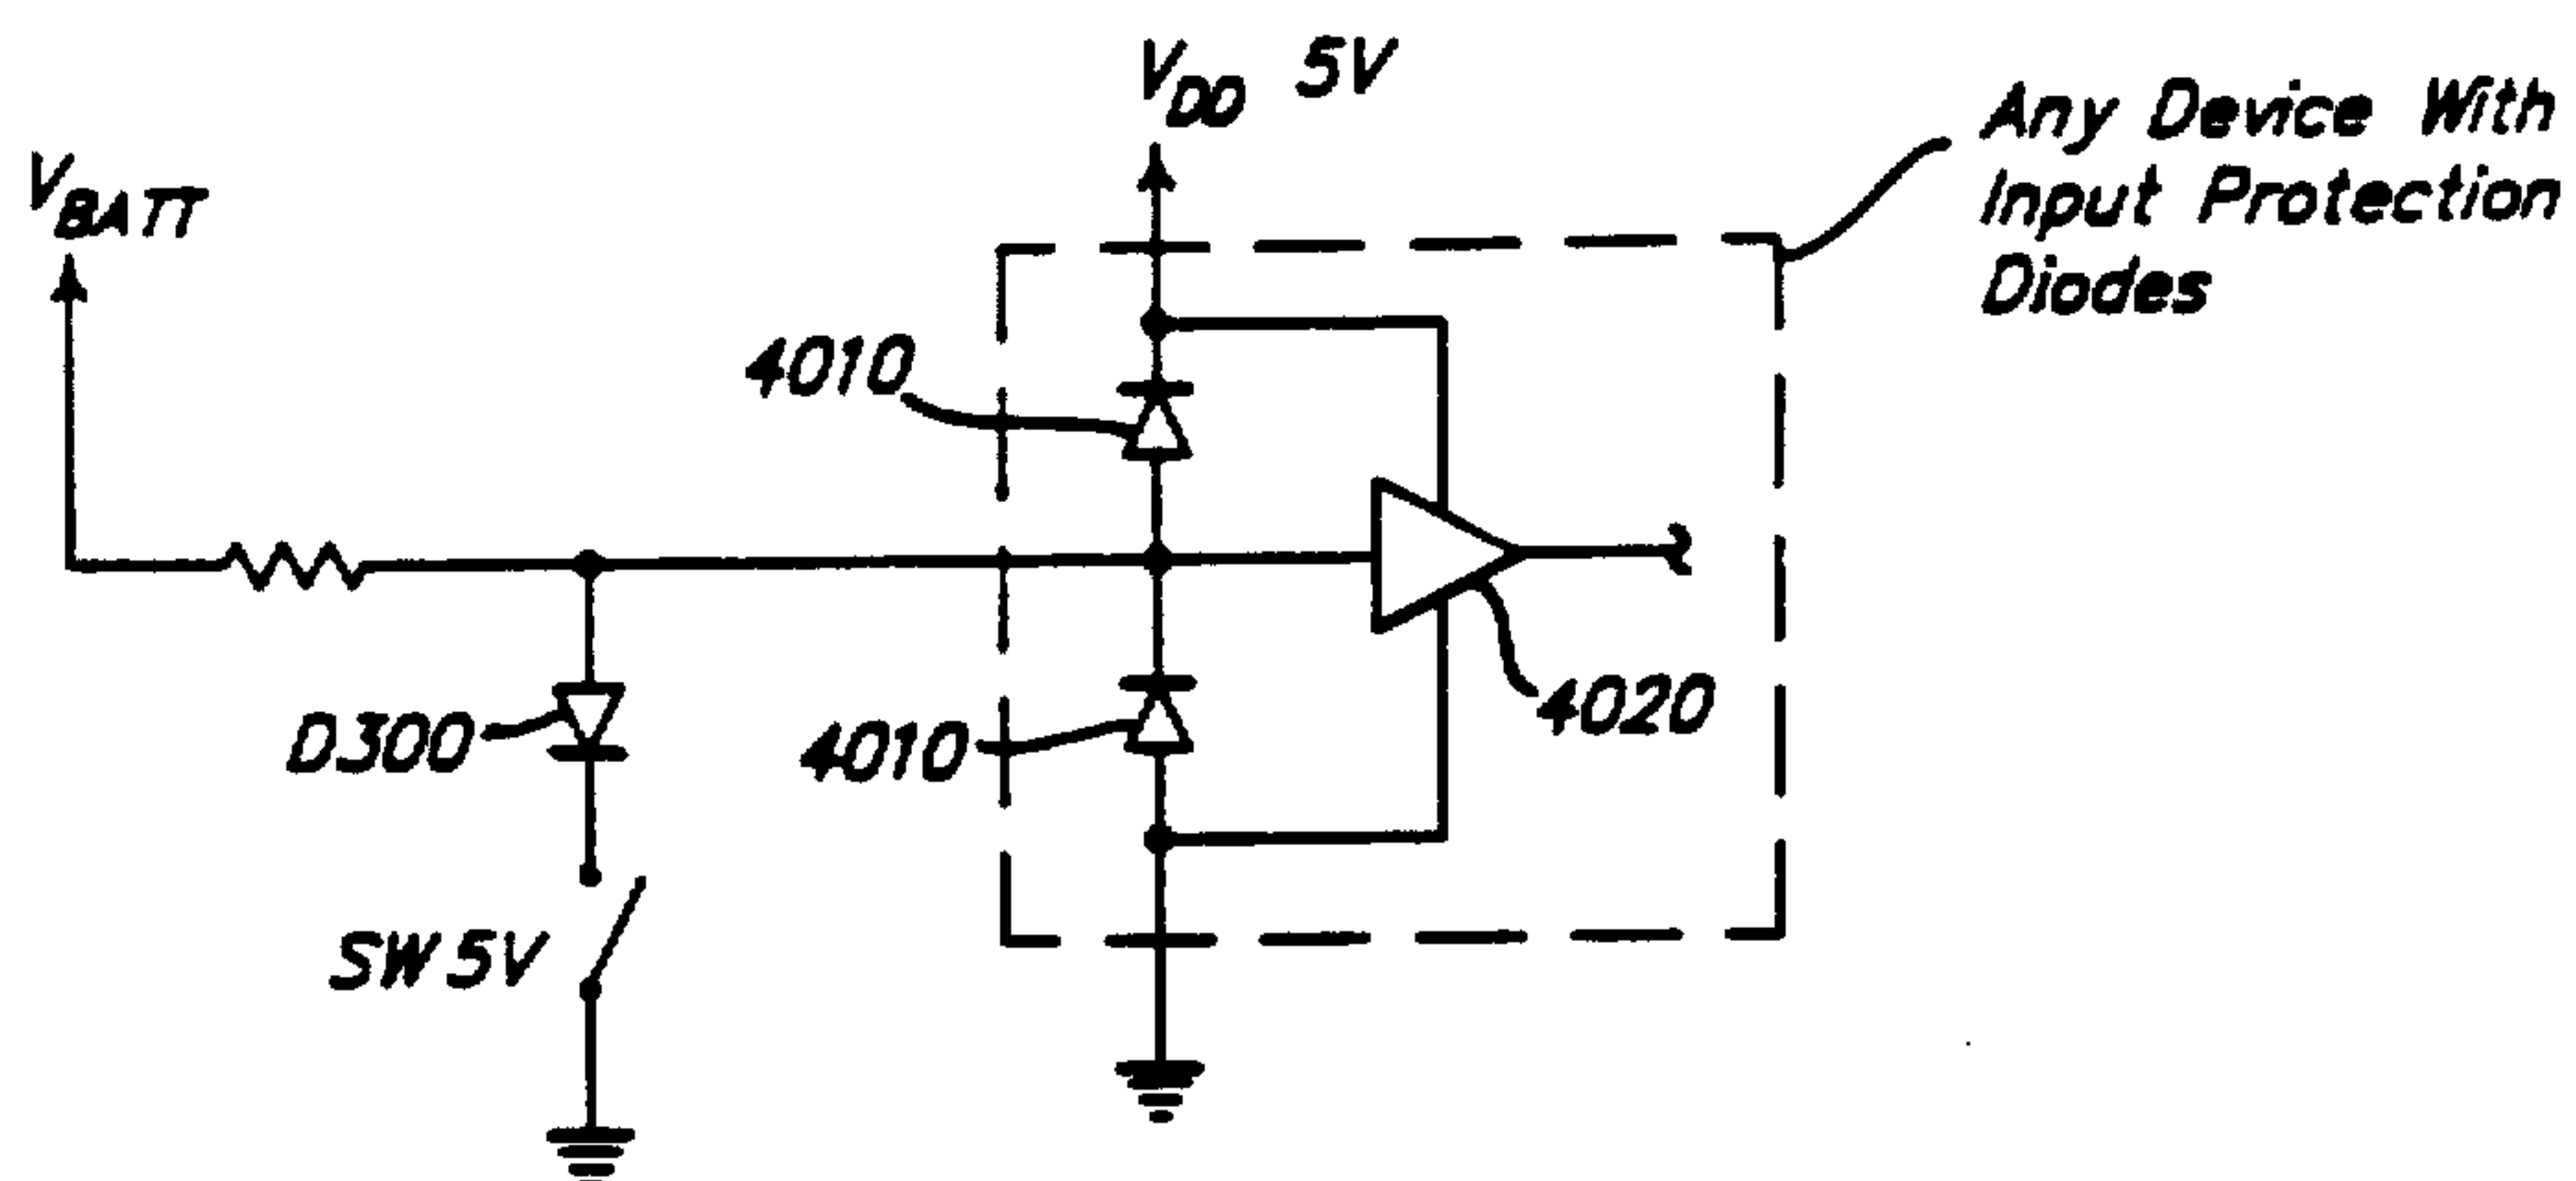 V_DD 5V
Any Device With
Input Protection
Diodes
V_BATT
4010
D300
4010
4020
SW 5V